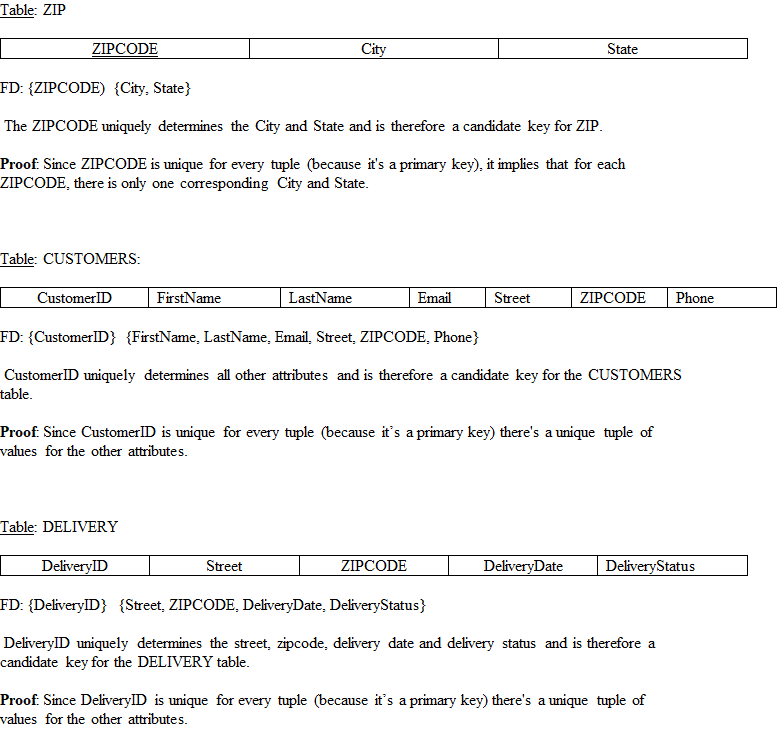 Table: ZIP
ZIPCODE City State
FD: {ZIPCODE) {City, State}
The ZIPCODE uniquely determines the City and State and is therefore a candidate key for ZIP.
Proof: Since ZIPCODE is unique for every tuple (because it's a primary key), it implies that for each
ZIPCODE, there is only one corresponding City and State.
Table: CUSTOMERS:
CustomerID FirstName LastName Email Street ZIPCODE Phone
FD: {CustomerID} {FirstName, LastName, Email, Street, ZIPCODE, Phone}
CustomerID uniquely determines all other attributes and is therefore a candidate key for the CUSTOMERS
table.
Proof: Since CustomerID is unique for every tuple (because it’s a primary key) there's a unique tuple of
values for the other attributes.
Table: DELIVERY
DeliveryID Street ZIPCODE DeliveryDate DeliveryStatus
FD: {DeliveryID} {Street, ZIPCODE, DeliveryDate, DeliveryStatus}
DeliveryID uniquely determines the street, zipcode, delivery date and delivery status and is therefore a
candidate key for the DELIVERY table.
Proof: Since DeliveryID is unique for every tuple (because it’s a primary key) there's a unique tuple of
values for the other attributes.